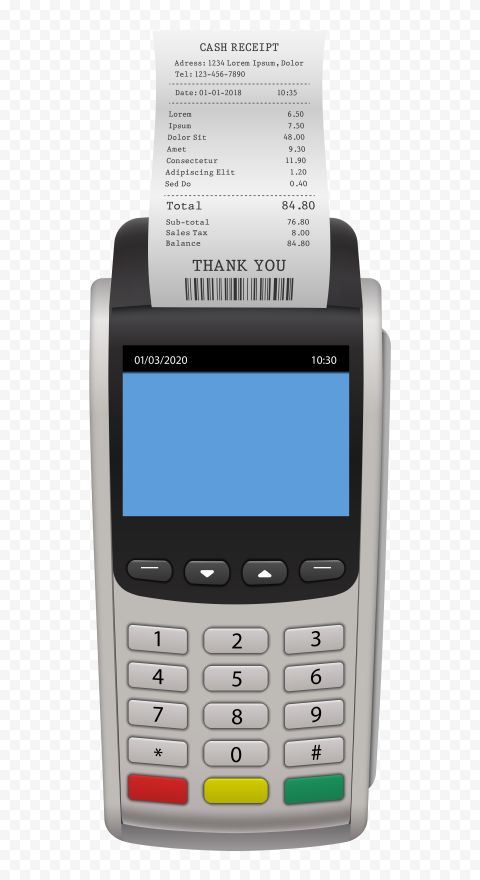 CASH RECEIPT
Adress: 1234 Lorem Ipsum, Dolor
Tel: 123-456-7890
Date: 01-01-2018 10:35
Lorem 6.50
Ipsum 7.50
Dolor Sit 48.00
Amet 9.30
Consectetur 11.90
Adipiscing Elit 1.20
Sed Do 0.40
Total 84.80
Sub-total 76.80
Sales Tax 8.00
Balance 84.80
THANK YOU
01/03/2020 10:30
1 2 3
4 5 6
7 8 9
* 0 #